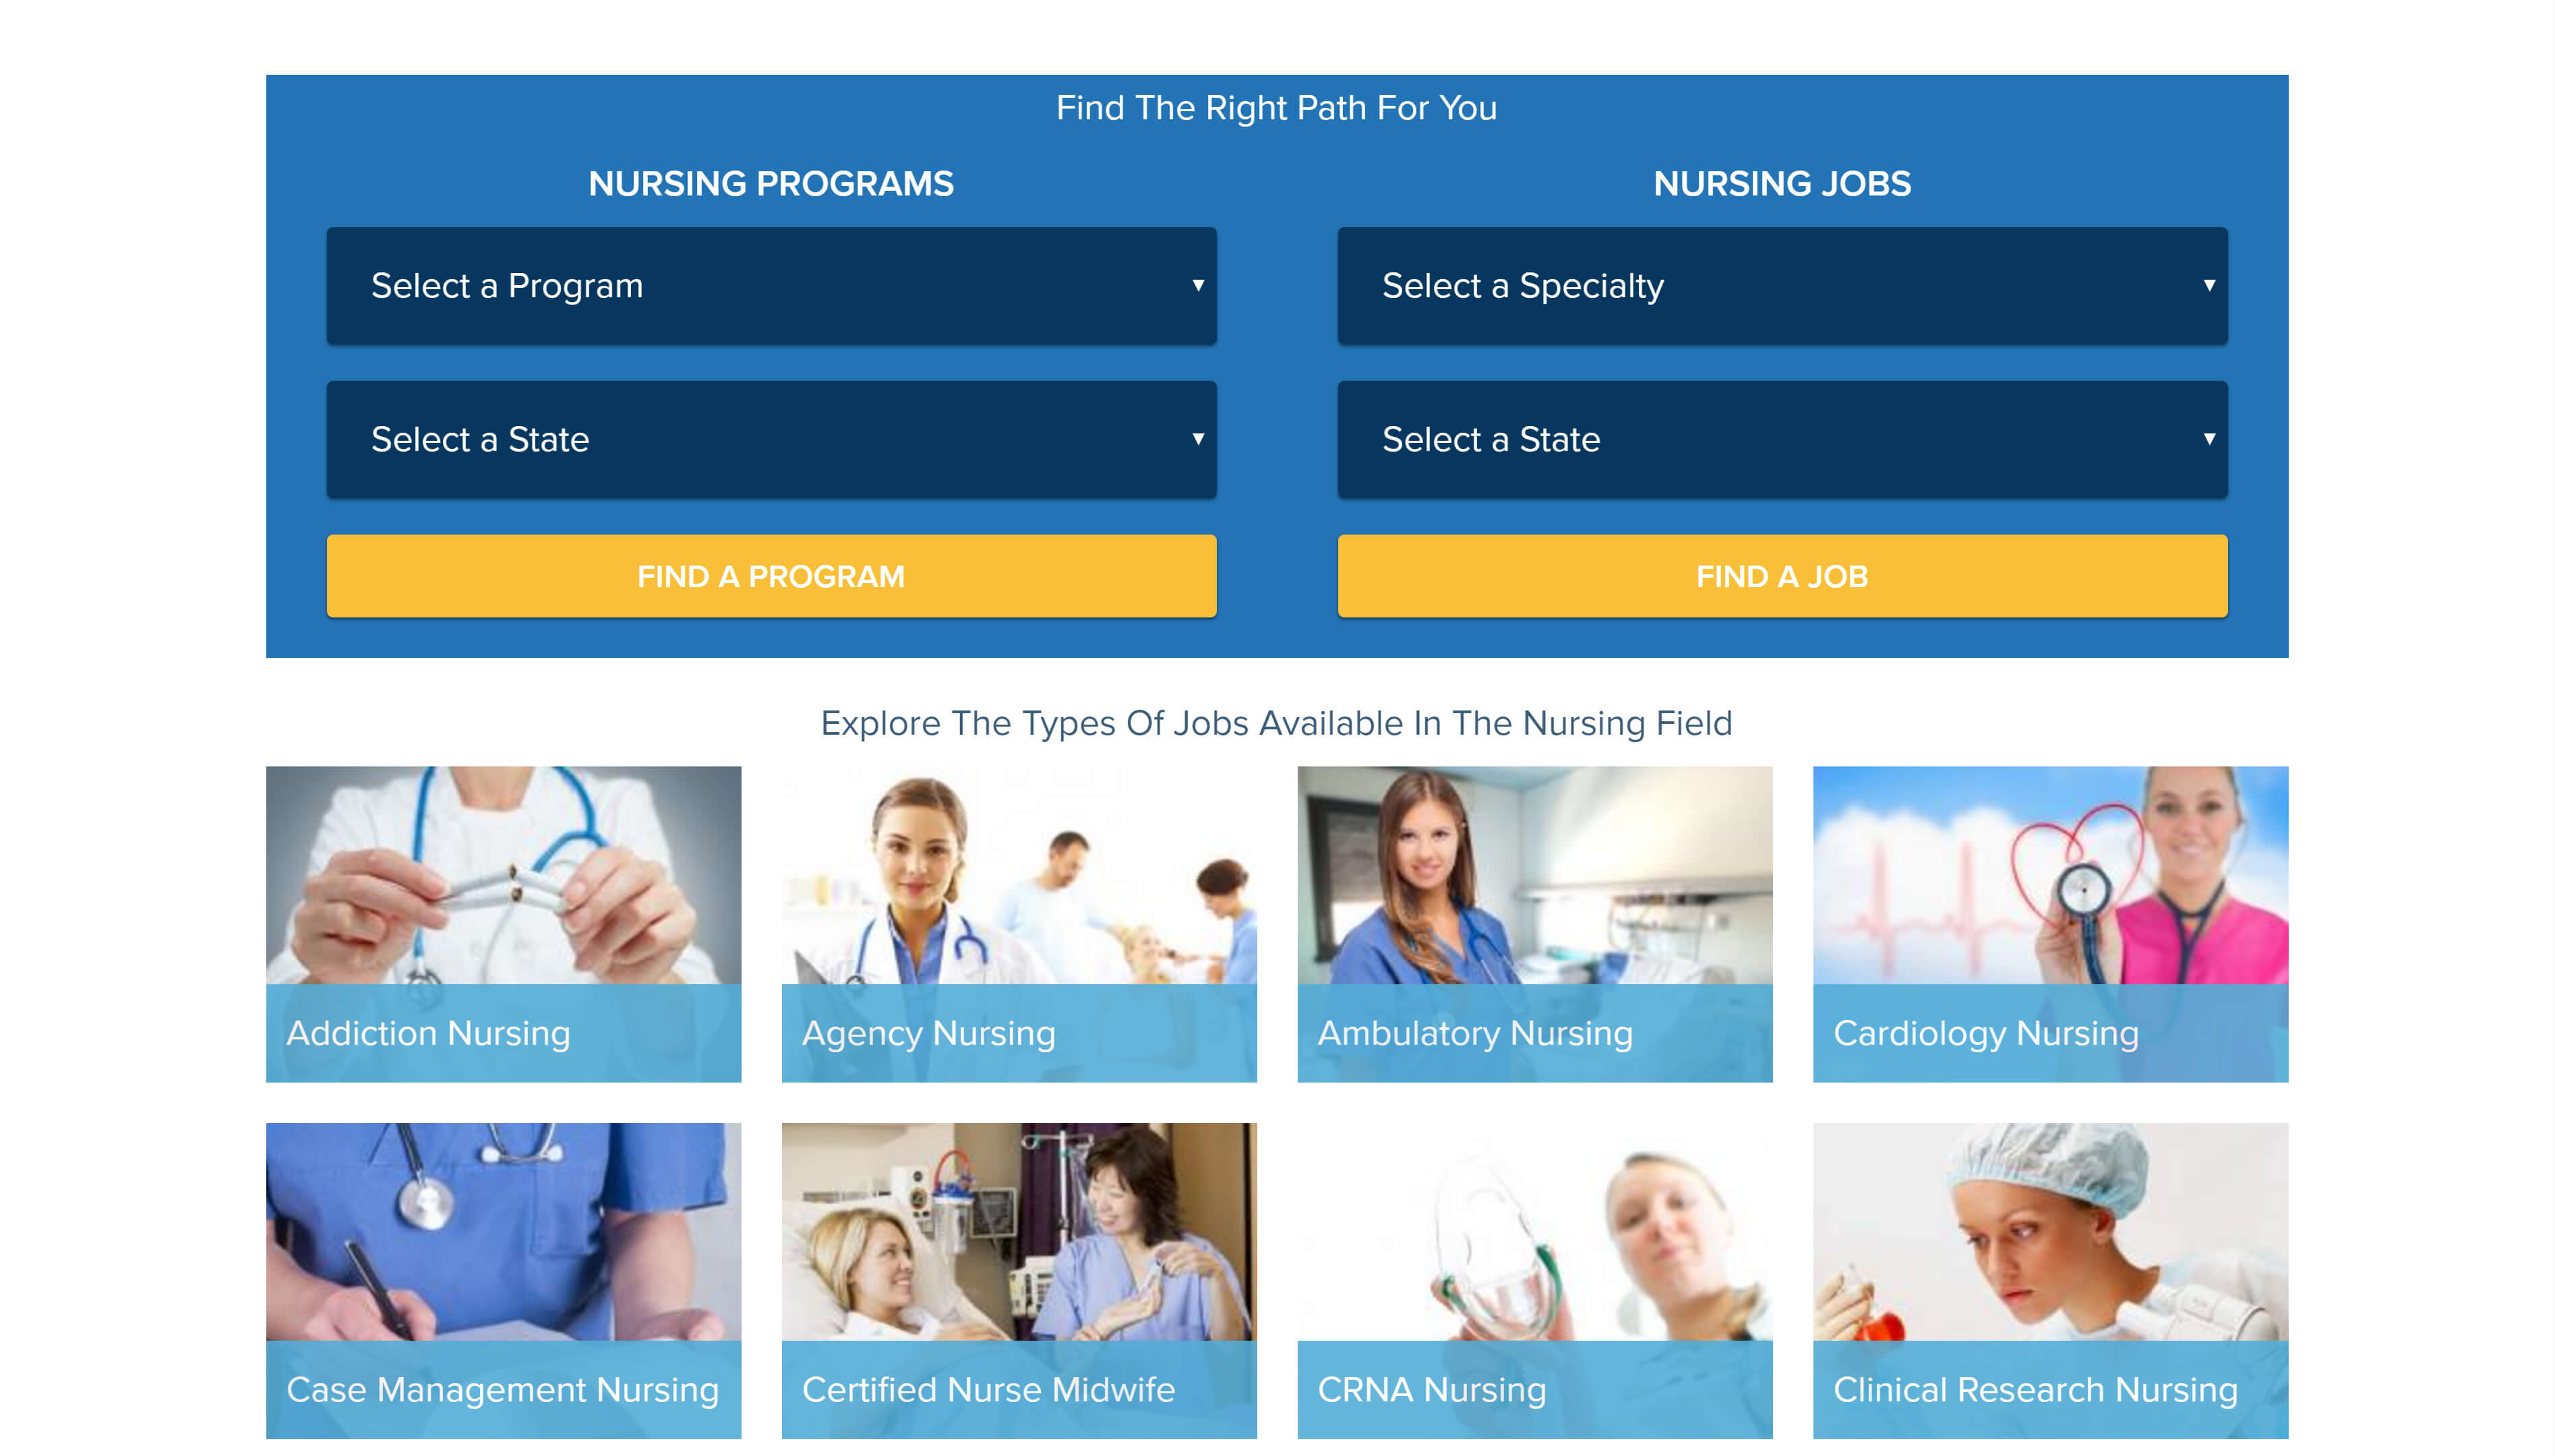 Find The Right Path For You
NURSING PROGRAMS
Select a Program
Select a State
FIND A PROGRAM
NURSING JOBS
Select a Specialty
Select a State
FIND A JOB
Explore The Types Of Jobs Available In The Nursing Field
Addiction Nursing
Agency Nursing
Ambulatory Nursing
Cardiology Nursing
Case Management Nursing
Certified Nurse Midwife
CRNA Nursing
Clinical Research Nursing